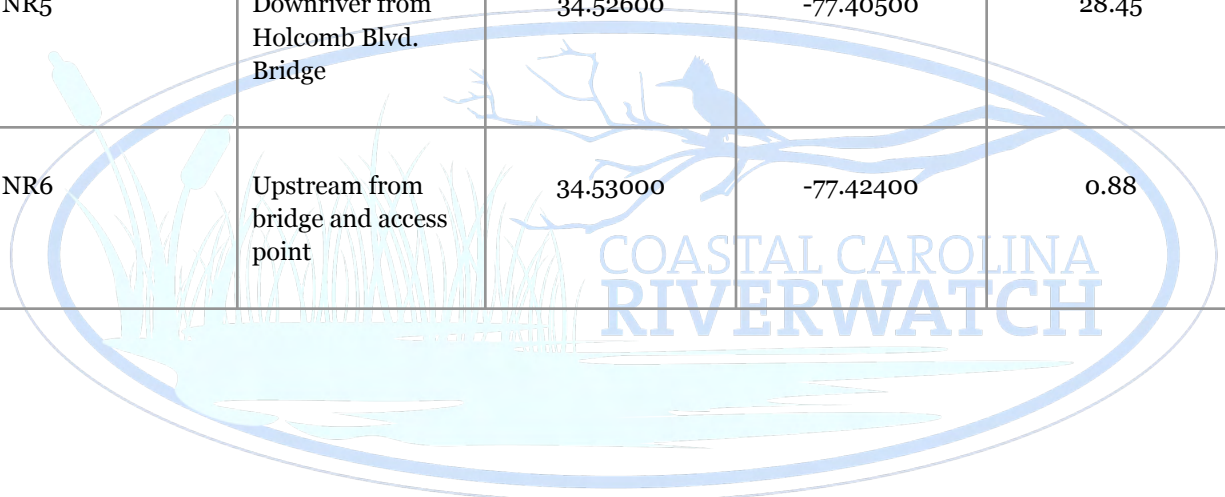 NR5 Downriver from 34.52600 -77.40500 28.45
Holcomb Blvd.
Bridge
NR6 Upstream from 34.53000 -77.42400 0.88
bridge and access
point
COASTAL CAROLINA
RIVERWATCH